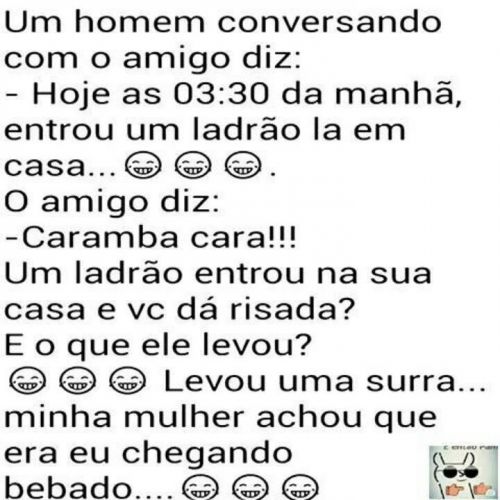 Um homem conversando
com o amigo diz:
- Hoje as 03:30 da manhã,
entrou um ladrão la em
casa...😂 😂 😂.
O amigo diz:
-Caramba cara!!!
Um ladrão entrou na sua
casa e vc dá risada?
E o que ele levou?
😂 😂 😂 Levou uma surra...
minha mulher achou que
era eu chegando
bebado....😂 😂 😂